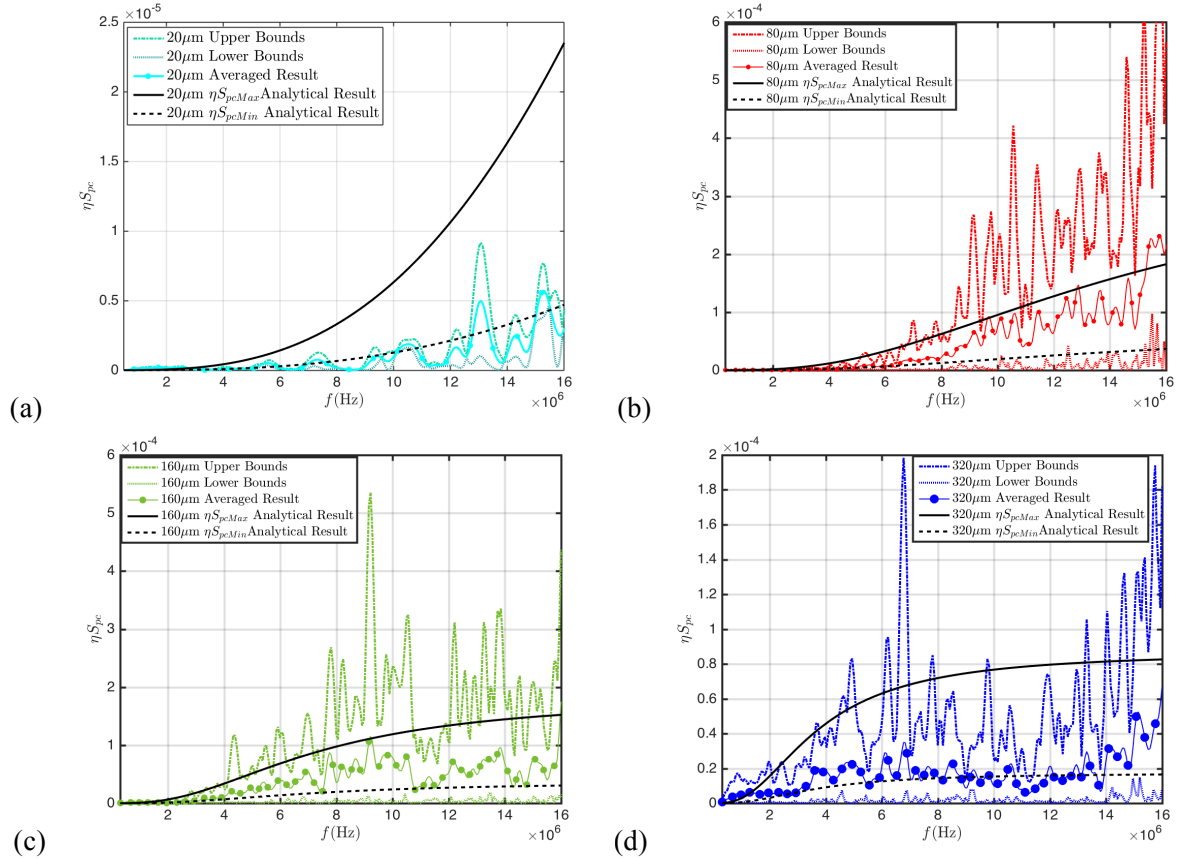 ×10⁻⁵
2.5
2
1.5
1
0.5
0
ηS_pc
20μm Upper Bounds
20μm Lower Bounds
20μm Averaged Result
20μm ηS_pcMax Analytical Result
20μm ηS_pcMin Analytical Result
2 4 6 8 10 12 14 16
f(Hz)
×10⁶
(a)
×10⁻⁴
6
5
4
3
2
1
0
ηS_pc
80μm Upper Bounds
80μm Lower Bounds
80μm Averaged Result
80μm ηS_pcMax Analytical Result
80μm ηS_pcMin Analytical Result
2 4 6 8 10 12 14 16
f(Hz)
×10⁶
(b)
×10⁻⁴
6
5
4
3
2
1
0
ηS_pc
160μm Upper Bounds
160μm Lower Bounds
160μm Averaged Result
160μm ηS_pcMax Analytical Result
160μm ηS_pcMin Analytical Result
2 4 6 8 10 12 14 16
f(Hz)
×10⁶
(c)
×10⁻⁴
2
1.8
1.6
1.4
1.2
1
0.8
0.6
0.4
0.2
0
ηS_pc
320μm Upper Bounds
320μm Lower Bounds
320μm Averaged Result
320μm ηS_pcMax Analytical Result
320μm ηS_pcMin Analytical Result
2 4 6 8 10 12 14 16
f(Hz)
×10⁶
(d)